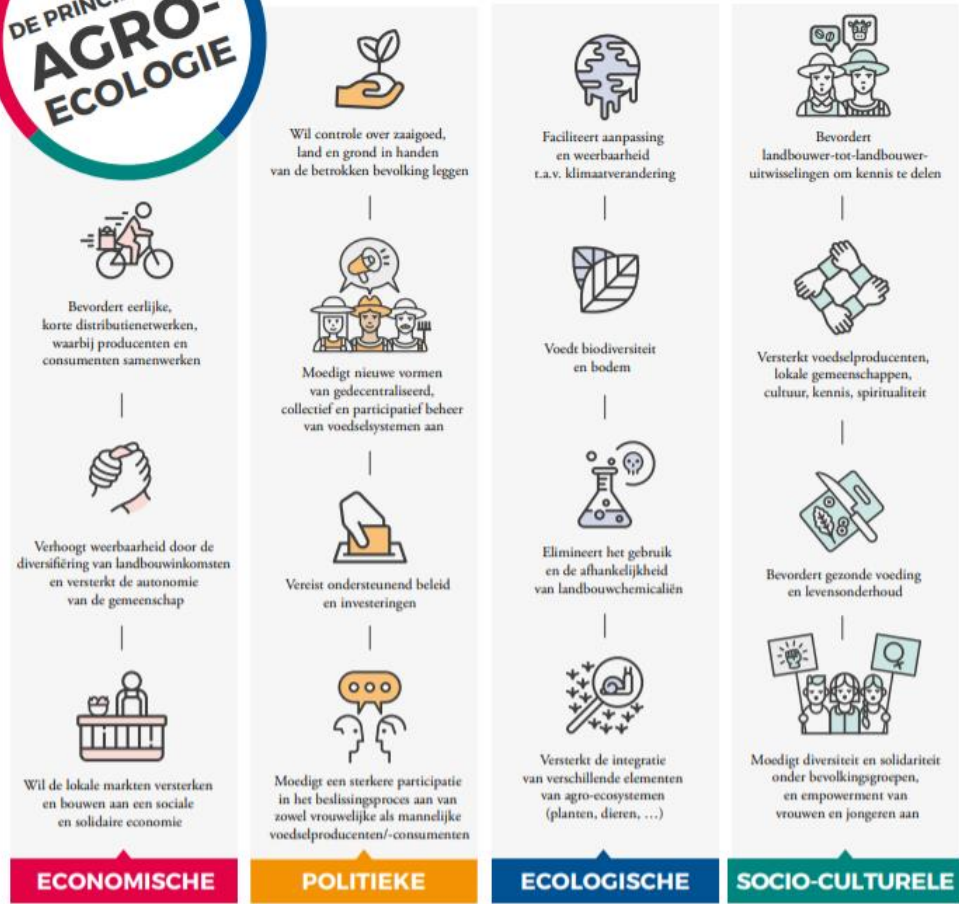 DE PRINCI
AGRO-
ECOLOGIE
Bevordert eerlijke,
korte distributienetwerken,
waarbij producenten en
consumenten samenwerken
Verhoogt weerbaarheid door de
diversifiëring van landbouwinkomsten
en versterkt de autonomie
van de gemeenschap
Wil de lokale markten versterken
en bouwen aan een sociale
en solidaire economie
ECONOMISCHE
Wil controle over zaaigoed,
land en grond in handen
van de betrokken bevolking leggen
Moedigt nieuwe vormen
van gedecentraliseerd,
collectief en participatief beheer
van voedselsystemen aan
Vereist ondersteunend beleid
en investeringen
Moedigt een sterkere participatie
in het beslissingsproces aan van
zowel vrouwelijke als mannelijke
voedselproducenten/-consumenten
POLITIEKE
Faciliteert aanpassing
en weerbaarheid
t.a.v. klimaatverandering
Voedt biodiversiteit
en bodem
Elimineert het gebruik
en de afhankelijkheid
van landbouwchemicaliën
Versterkt de integratie
van verschillende elementen
van agro-ecosystemen
(planten, dieren, …)
ECOLOGISCHE
Bevordert
landbouwer-tot-landbouwer-
uitwisselingen om kennis te delen
Versterkt voedselproducenten,
lokale gemeenschappen,
cultuur, kennis, spiritualiteit
Bevordert gezonde voeding
en levensonderhoud
Moedigt diversiteit en solidariteit
onder bevolkingsgroepen,
en empowerment van
vrouwen en jongeren aan
SOCIO-CULTURELE